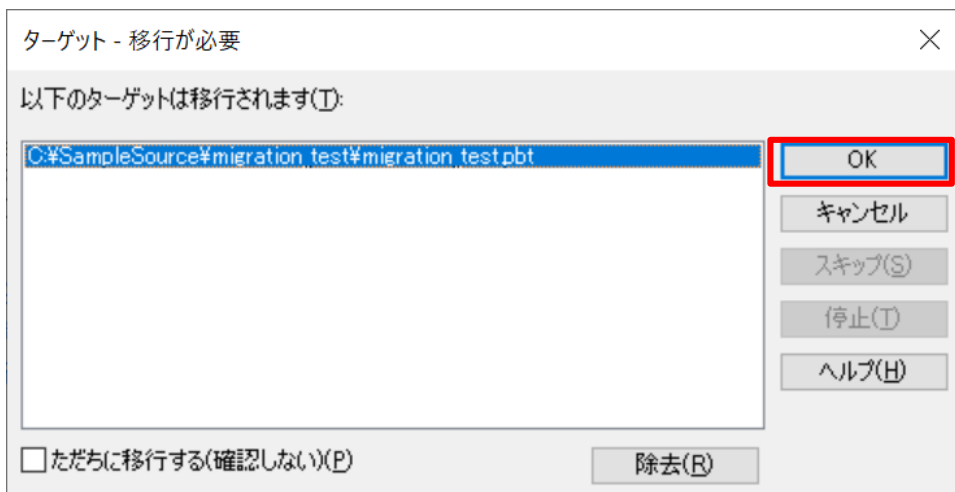 ターゲット - 移行が必要
以下のターゲットは移行されます(T):
C:¥SampleSource¥migration_test¥migration_test.pbt
OK
キャンセル
スキップ(S)
停止(T)
ヘルプ(H)
ただちに移行する(確認しない)(P)
除去(R)